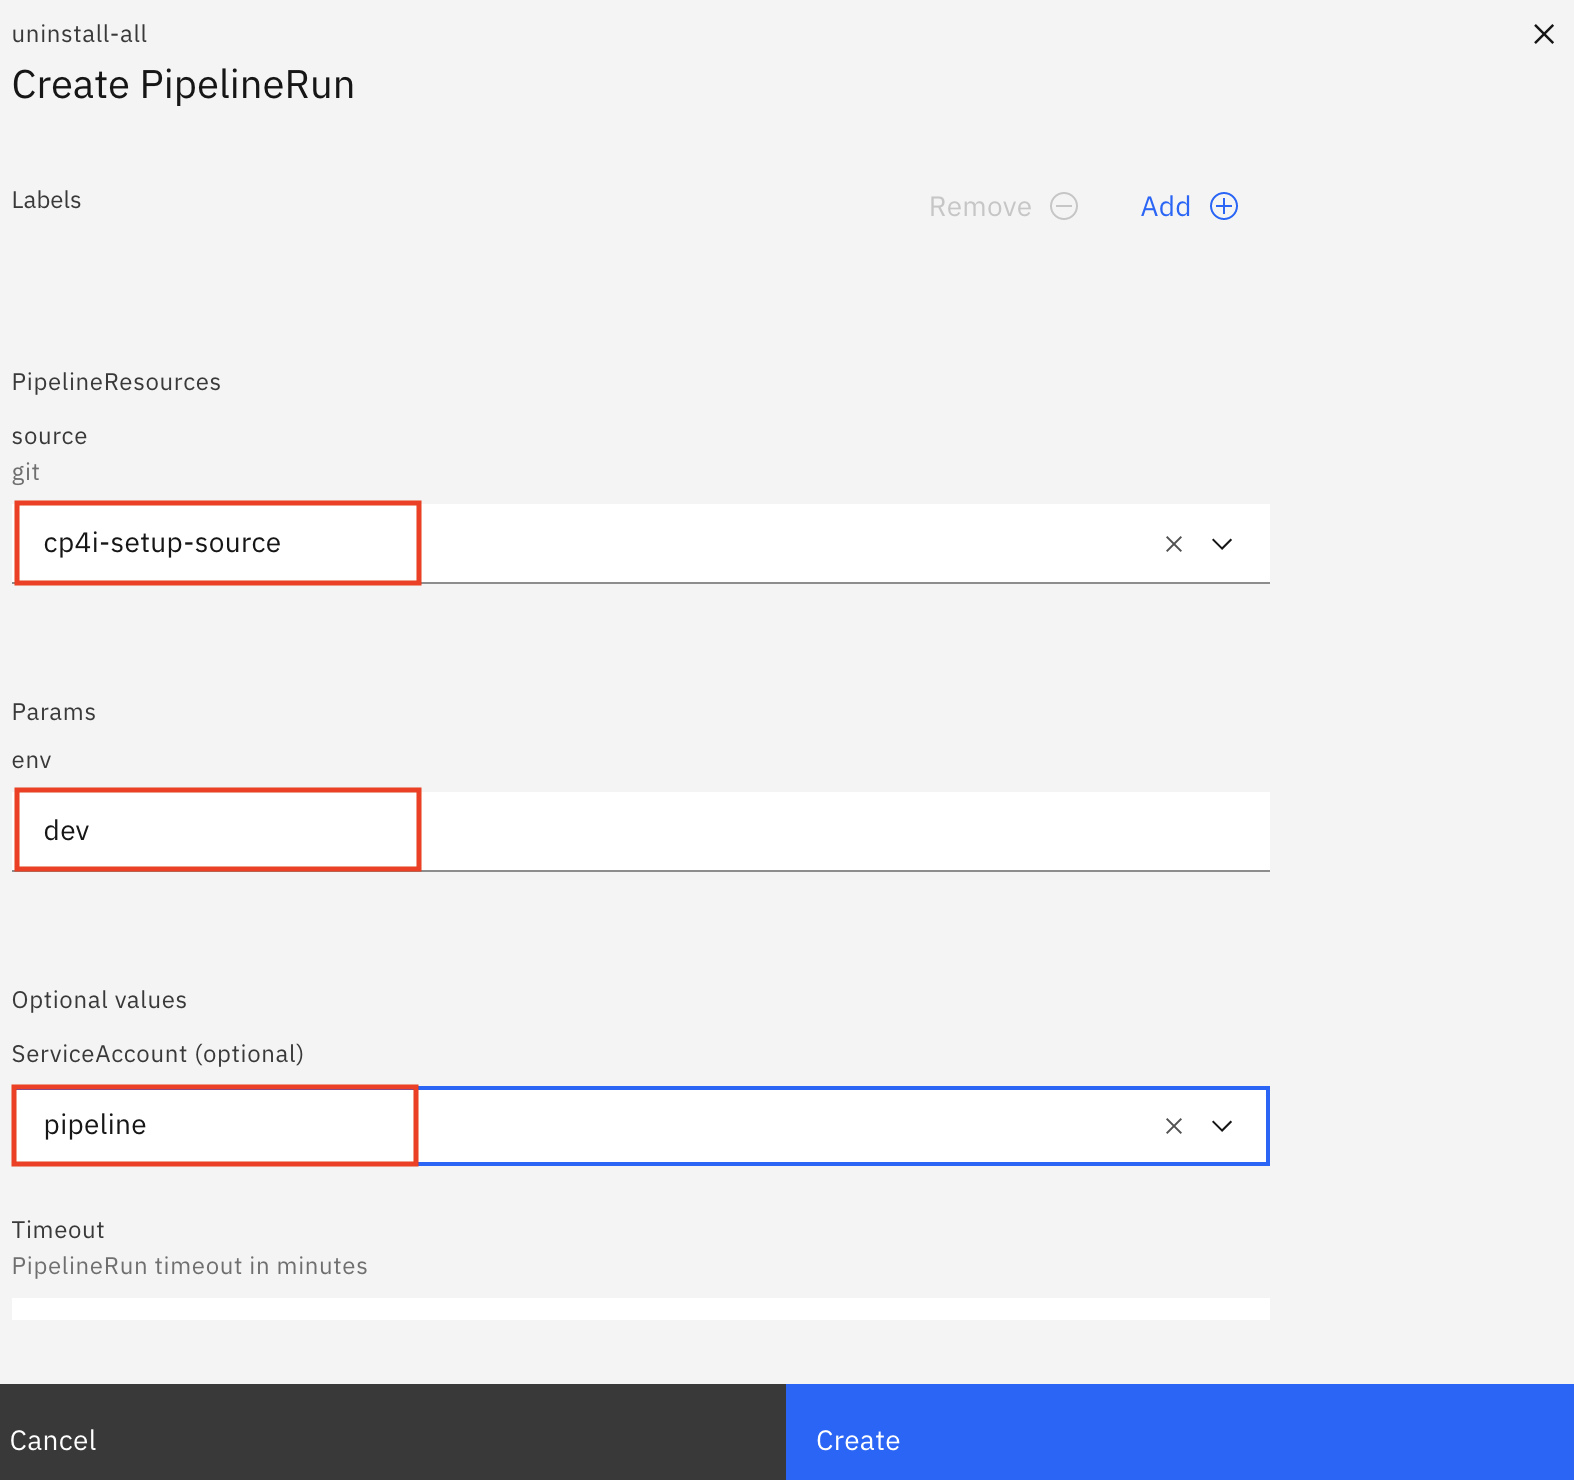 uninstall-all
Create PipelineRun
Labels
Remove Add
PipelineResources
source
git
cp4i-setup-source
Params
env
dev
Optional values
ServiceAccount (optional)
pipeline
Timeout
PipelineRun timeout in minutes
Cancel Create